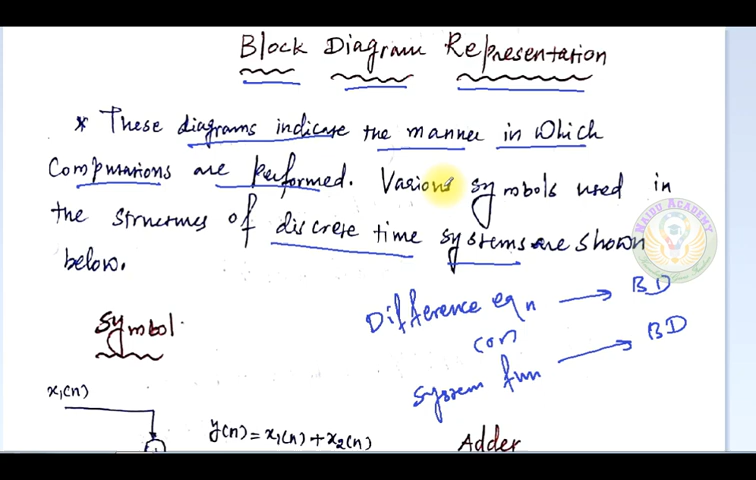 Block Diagram Representation
* These diagrams indicate the manner in which
Computations are performed. Various symbols used in
the structures of discrete time systems are shown
below.
Difference eqn → BD
(or)
System fun → BD
Symbol:
x1(n)
y(n) = x1(n) + x2(n)
Adder
NAIDU ACADEMY